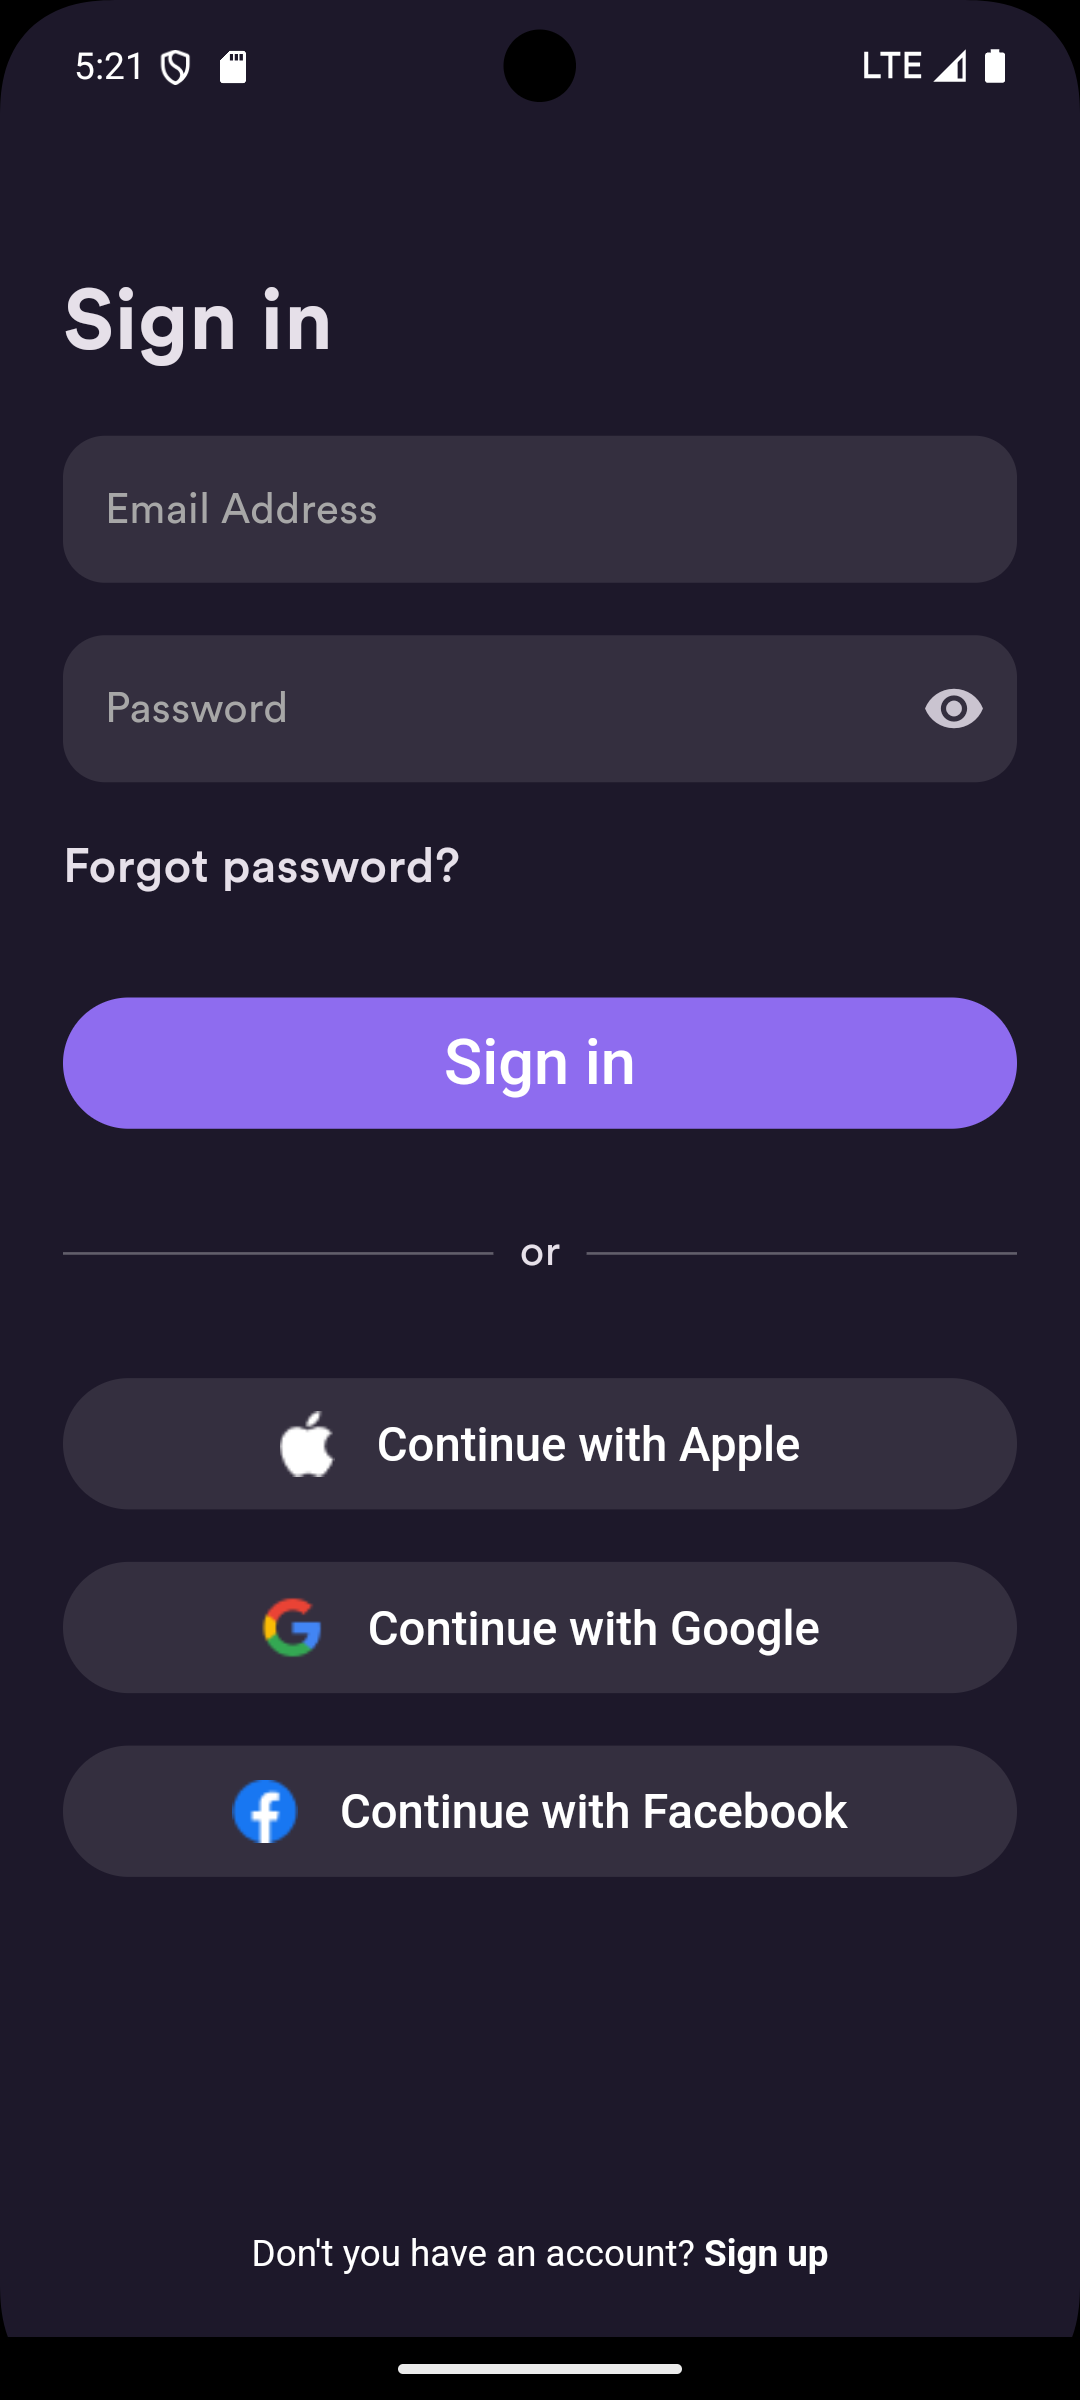 5:21
LTE
Sign in
Email Address
Password
Forgot password?
Sign in
or
Continue with Apple
Continue with Google
Continue with Facebook
Don't you have an account? Sign up